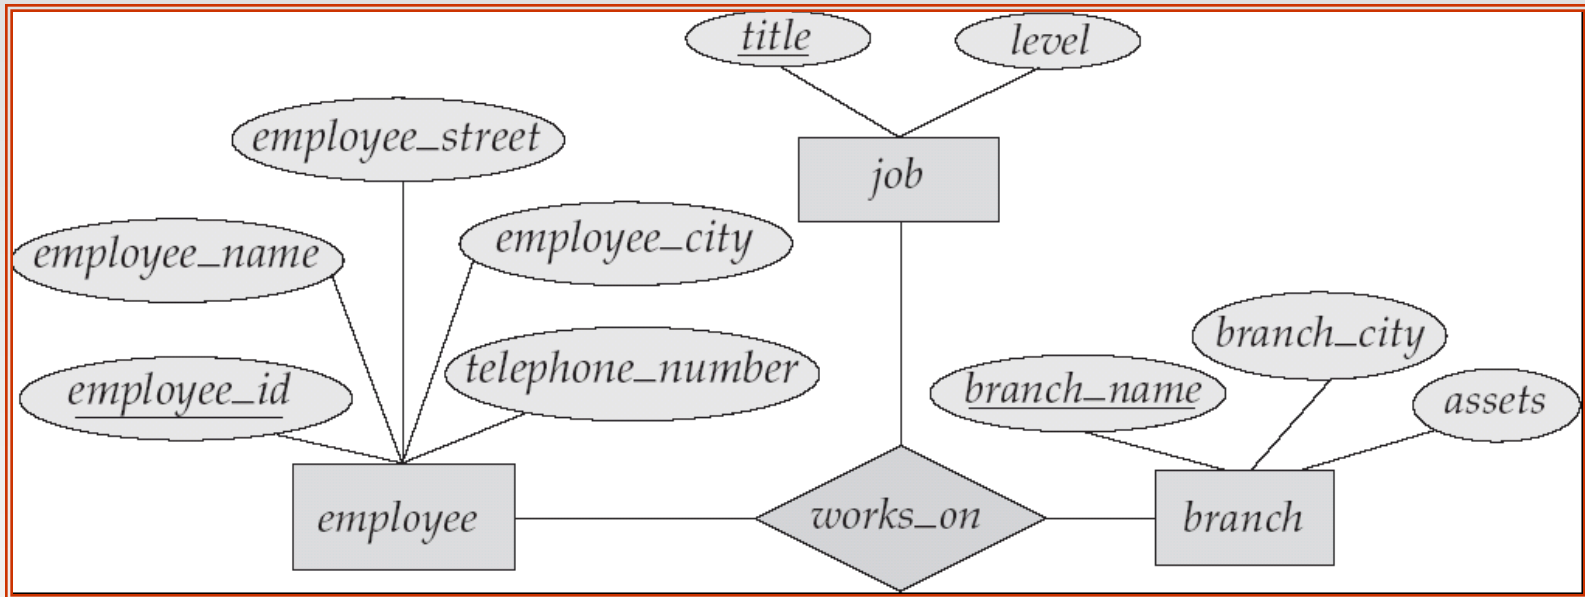 title
level
employee_street
job
employee_name
employee_city
branch_city
employee_id
telephone_number
branch_name
assets
employee
works_on
branch